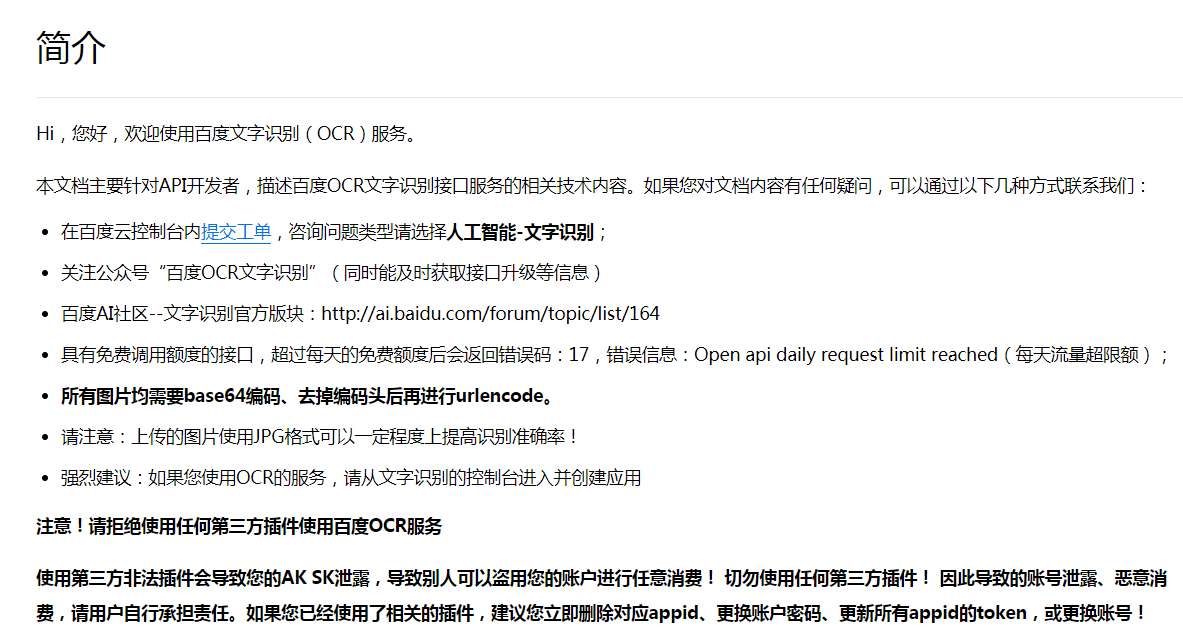 简介
Hi，您好，欢迎使用百度文字识别（OCR）服务。
本文档主要针对API开发者，描述百度OCR文字识别接口服务的相关技术内容。如果您对文档内容有任何疑问，可以通过以下几种方式联系我们：
• 在百度云控制台内提交工单，咨询问题类型请选择人工智能-文字识别；
• 关注公众号“百度OCR文字识别”（同时能及时获取接口升级等信息）
• 百度AI社区--文字识别官方版块：http://ai.baidu.com/forum/topic/list/164
• 具有免费调用额度的接口，超过每天的免费额度后会返回错误码：17，错误信息：Open api daily request limit reached（每天流量超限额）；
• 所有图片均需要base64编码、去掉编码头后再进行urlencode。
• 请注意：上传的图片使用JPG格式可以一定程度上提高识别准确率！
• 强烈建议：如果您使用OCR的服务，请从文字识别的控制台进入并创建应用
注意！请拒绝使用任何第三方插件使用百度OCR服务
使用第三方非法插件会导致您的AK SK泄露，导致别人可以盗用您的账户进行任意消费！ 切勿使用任何第三方插件！ 因此导致的账号泄露、恶意消
费，请用户自行承担责任。如果您已经使用了相关的插件，建议您立即删除对应appid、更换账户密码、更新所有appid的token，或更换账号！